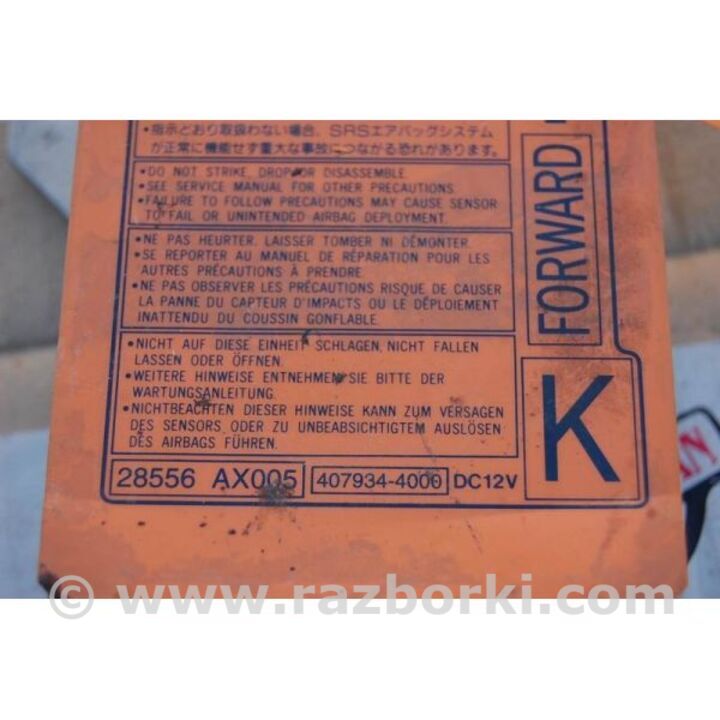 ・指示どおり取扱わない場合、SRSエアバッグシステム
が正常に機能せず重大な事故につながる恐れがあります。
•DO NOT STRIKE, DROP OR DISASSEMBLE.
•SEE SERVICE MANUAL FOR OTHER PRECAUTIONS.
•FAILURE TO FOLLOW PRECAUTIONS MAY CAUSE SENSOR
TO FAIL OR UNINTENDED AIRBAG DEPLOYMENT.
•NE PAS HEURTER, LAISSER TOMBER NI DÉMONTER.
•SE REPORTER AU MANUEL DE RÉPARATION POUR LES
AUTRES PRÉCAUTIONS À PRENDRE.
•NE PAS OBSERVER LES PRÉCAUTIONS RISQUE DE CAUSER
LA PANNE DU CAPTEUR D'IMPACTS OU LE DÉPLOIEMENT
INATTENDU DU COUSSIN GONFLABLE.
•NICHT AUF DIESE EINHEIT SCHLAGEN, NICHT FALLEN
LASSEN ODER ÖFFNEN.
•WEITERE HINWEISE ENTNEHMEN SIE BITTE DER
WARTUNGSANLEITUNG.
•NICHTBEACHTEN DIESER HINWEISE KANN ZUM VERSAGEN
DES SENSORS ODER ZU UNBEABSICHTIGTEM AUSLÖSEN
DES AIRBAGS FÜHREN.
28556 AX005 407934-4000 DC12V
FORWARD
K
© www.razborki.com